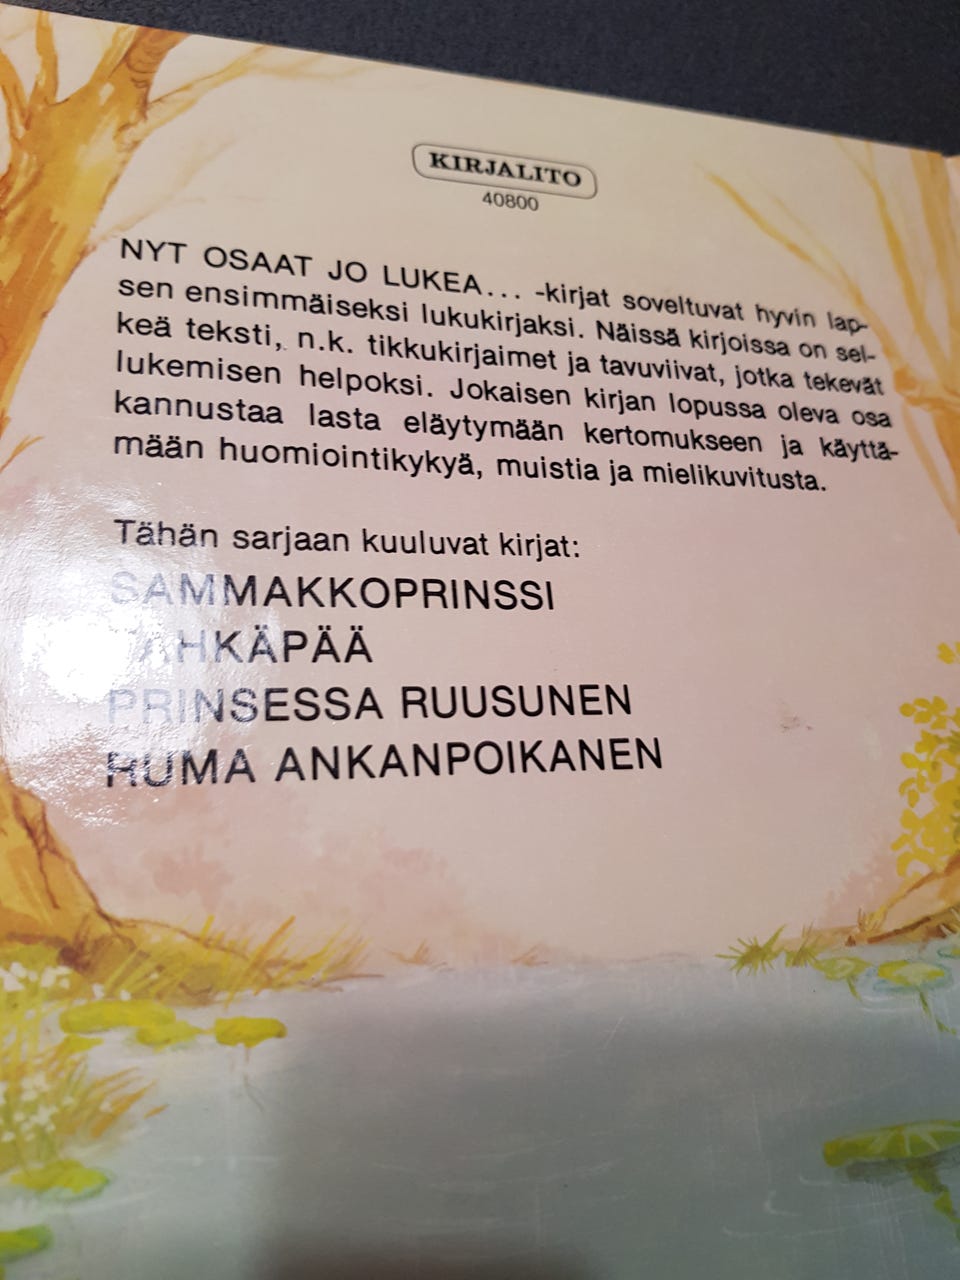 KIRJALITO
40800
NYT OSAAT JO LUKEA... -kirjat soveltuvat hyvin lap-
sen ensimmäiseksi lukukirjaksi. Näissä kirjoissa on sel-
keä teksti, n.k. tikkukirjaimet ja tavuviivat, jotka tekevät
lukemisen helpoksi. Jokaisen kirjan lopussa oleva osa
kannustaa lasta eläytymään kertomukseen ja käyttä-
mään huomiointikykyä, muistia ja mielikuvitusta.
Tähän sarjaan kuuluvat kirjat:
SAMMAKKOPRINSSI
TAHKÄPÄÄ
PRINSESSA RUUSUNEN
RUMA ANKANPOIKANEN